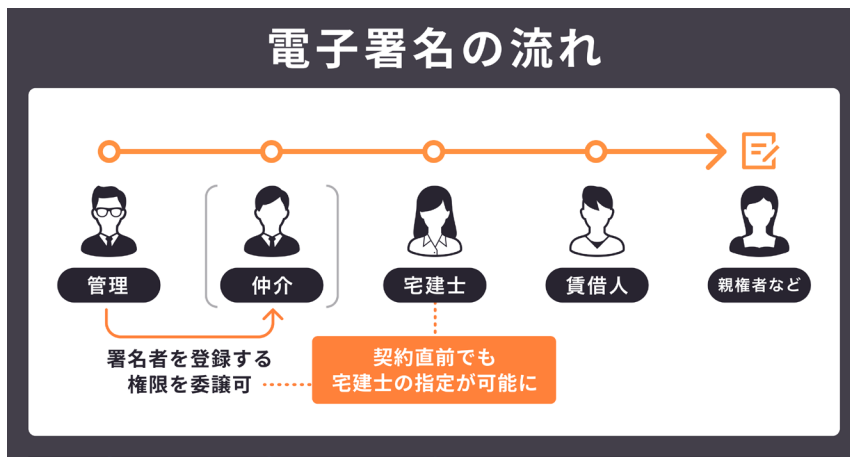 電子署名の流れ
管理
仲介
宅建士
賃借人
親権者など
署名者を登録する
権限を委譲可
契約直前でも
宅建士の指定が可能に